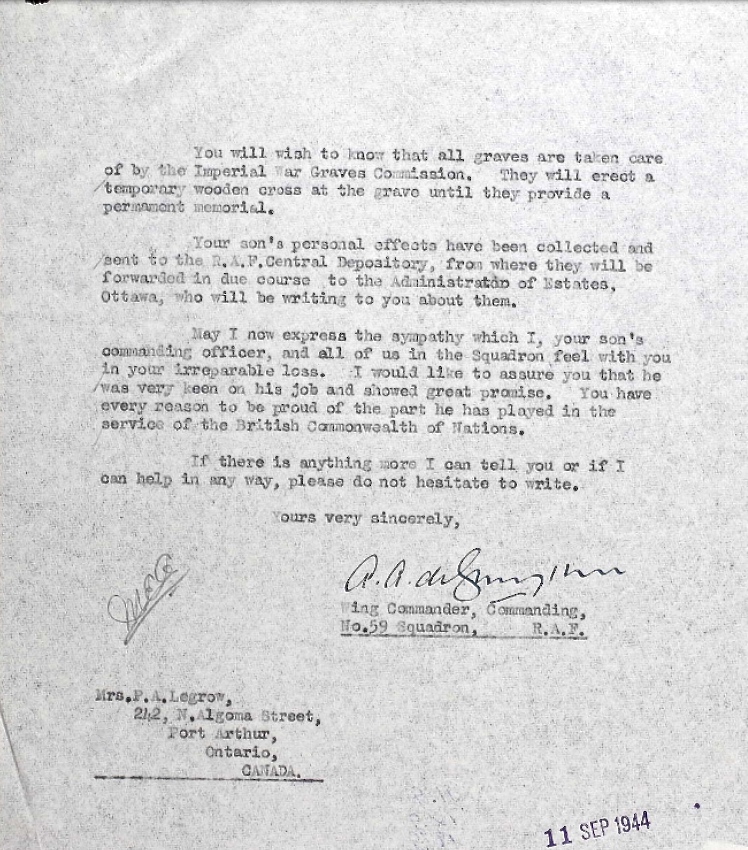 You will wish to know that all graves are taken care
of by the Imperial War Graves Commission. They will erect a
temporary wooden cross at the grave until they provide a
permanent memorial.
Your son's personal effects have been collected and
sent to the R.A.F.Central Depository, from where they will be
forwarded in due course to the Administrator of Estates,
Ottawa, who will be writing to you about them.
May I now express the sympathy which I, your son's
commanding officer, and all of us in the Squadron feel with you
in your irreparable loss. I would like to assure you that he
was very keen on his job and showed great promise. You have
every reason to be proud of the part he has played in the
service of the British Commonwealth of Nations.
If there is anything more I can tell you or if I
can help in any way, please do not hesitate to write.
Yours very sincerely,
Wing Commander, Commanding,
No.59 Squadron, R.A.F.
Mrs.P.A.Legrow,
242, N.Algoma Street,
Port Arthur,
Ontario,
CANADA.
11 SEP 1944